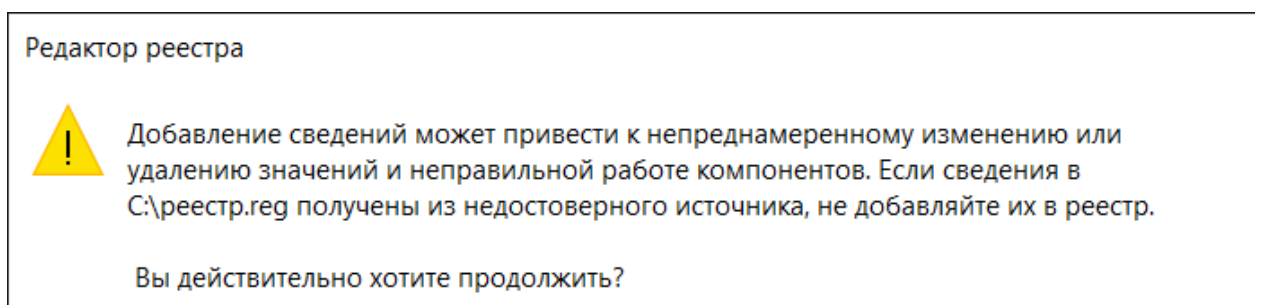 Редактор реестра
!
Добавление сведений может привести к непреднамеренному изменению или
удалению значений и неправильной работе компонентов. Если сведения в
C:\реестр.reg получены из недостоверного источника, не добавляйте их в реестр.
Вы действительно хотите продолжить?